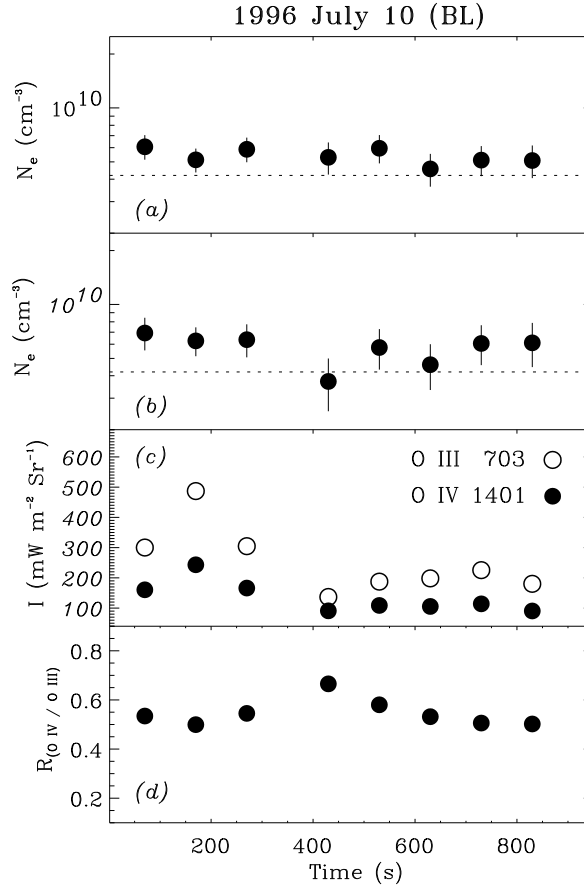 1996 July 10 (BL)
10¹⁰
Nₑ (cm⁻³)
(a)
10¹⁰
Nₑ (cm⁻³)
(b)
(c)
O III 703
O IV 1401
600
500
400
300
200
100
I (mW m⁻² Sr⁻¹)
0.8
0.6
0.4
0.2
R(O IV / O III)
(d)
200 400 600 800
Time (s)